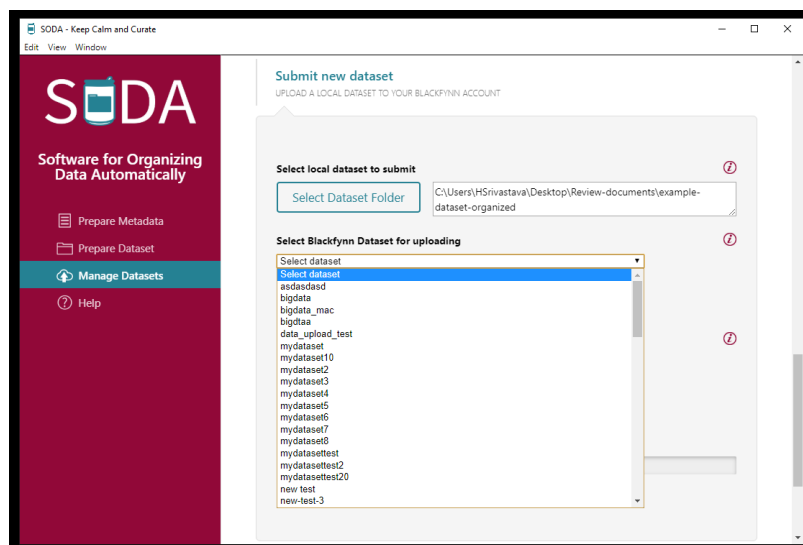 SODA - Keep Calm and Curate
Edit View Window
SODA
Software for Organizing
Data Automatically
Prepare Metadata
Prepare Dataset
Manage Datasets
Help
Submit new dataset
UPLOAD A LOCAL DATASET TO YOUR BLACKFYNN ACCOUNT
Select local dataset to submit
Select Dataset Folder
C:\Users\HSrivastava\Desktop\Review-documents\example-
dataset-organized
Select Blackfynn Dataset for uploading
Select dataset
Select dataset
asdasdasd
bigdata
bigdata_mac
bigdtaa
data_upload_test
mydataset
mydataset10
mydataset2
mydataset3
mydataset4
mydataset5
mydataset6
mydataset7
mydataset8
mydatasettest
mydatasettest2
mydatasettest20
new test
new-test-3